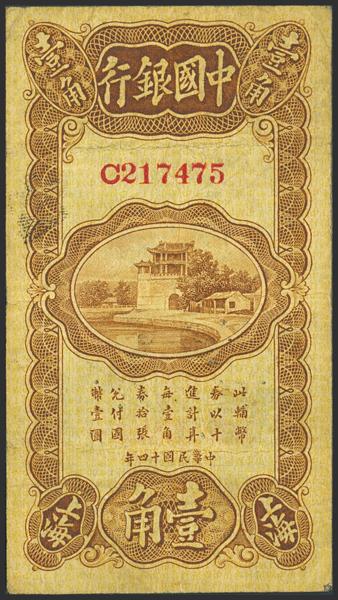 中國銀行
壹角
壹角
C217475
此輔幣
券以十
進計算
每壹角
券拾張
兌付國
幣壹圓
中華民國十四年
壹角
上海
上海